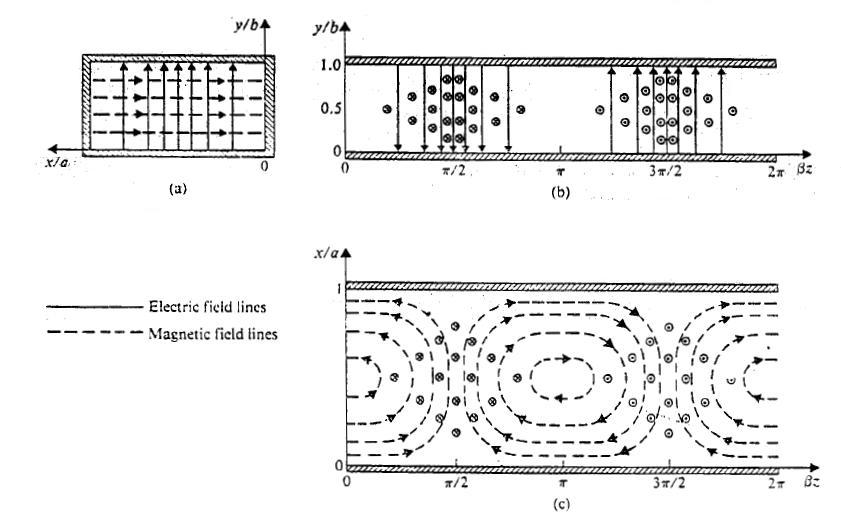 y/b
x/a
0
(a)
y/b
1.0
0.5
0
0
π/2
π
3π/2
2π
βz
(b)
Electric field lines
Magnetic field lines
x/a
1
0
0
π/2
π
3π/2
2π
βz
(c)